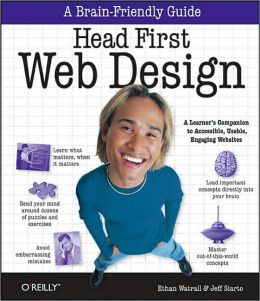 A Brain-Friendly Guide
Head First
Web Design
A Learner's Companion
to Accessible, Usable,
Engaging Websites
Learn what
matters, when
it matters
Load important
concepts directly into
your brain
Bend your mind
around dozens
of puzzles and
exercises
Avoid
embarrassing
mistakes
Master
out-of-this-world
concepts
O'REILLY®
Ethan Watrall & Jeff Siarto